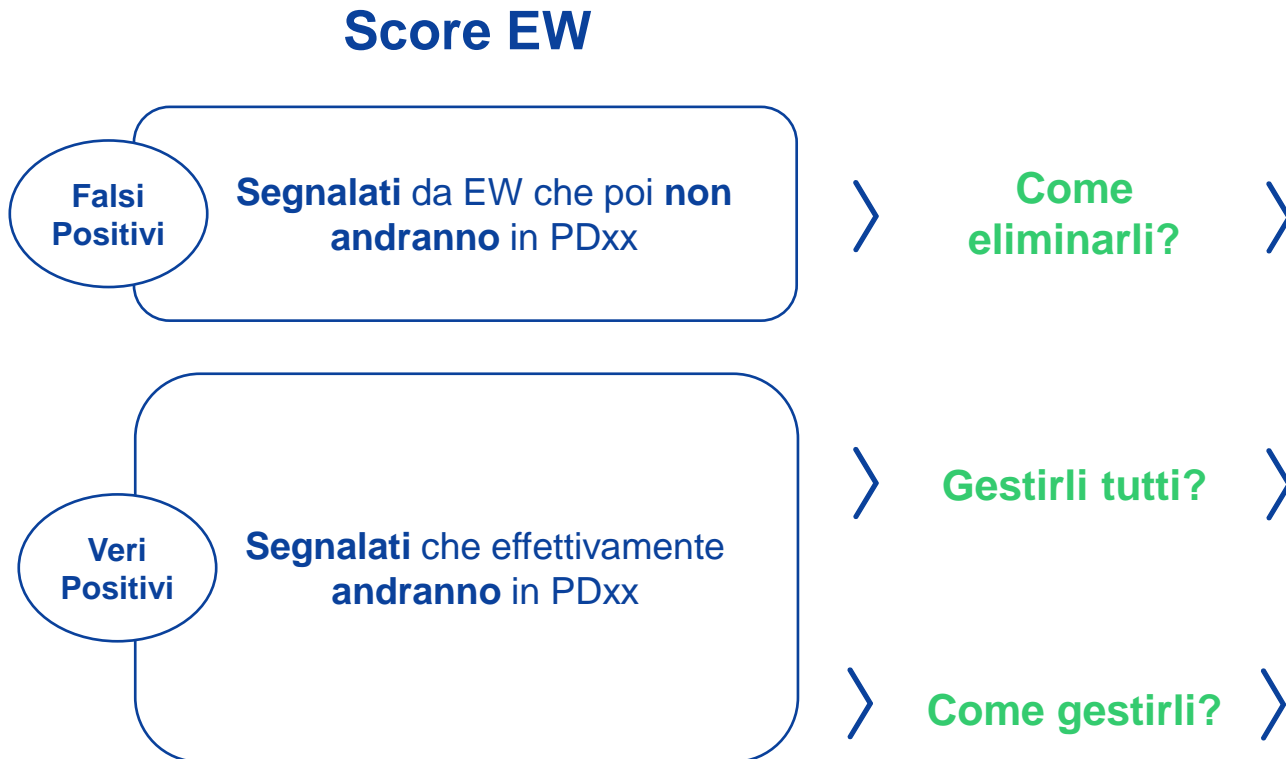 Score EW
Falsi
Positivi
Segnalati da EW che poi non
andranno in PDxx
Come
eliminarli?
Gestirli tutti?
Veri
Positivi
Segnalati che effettivamente
andranno in PDxx
Come gestirli?